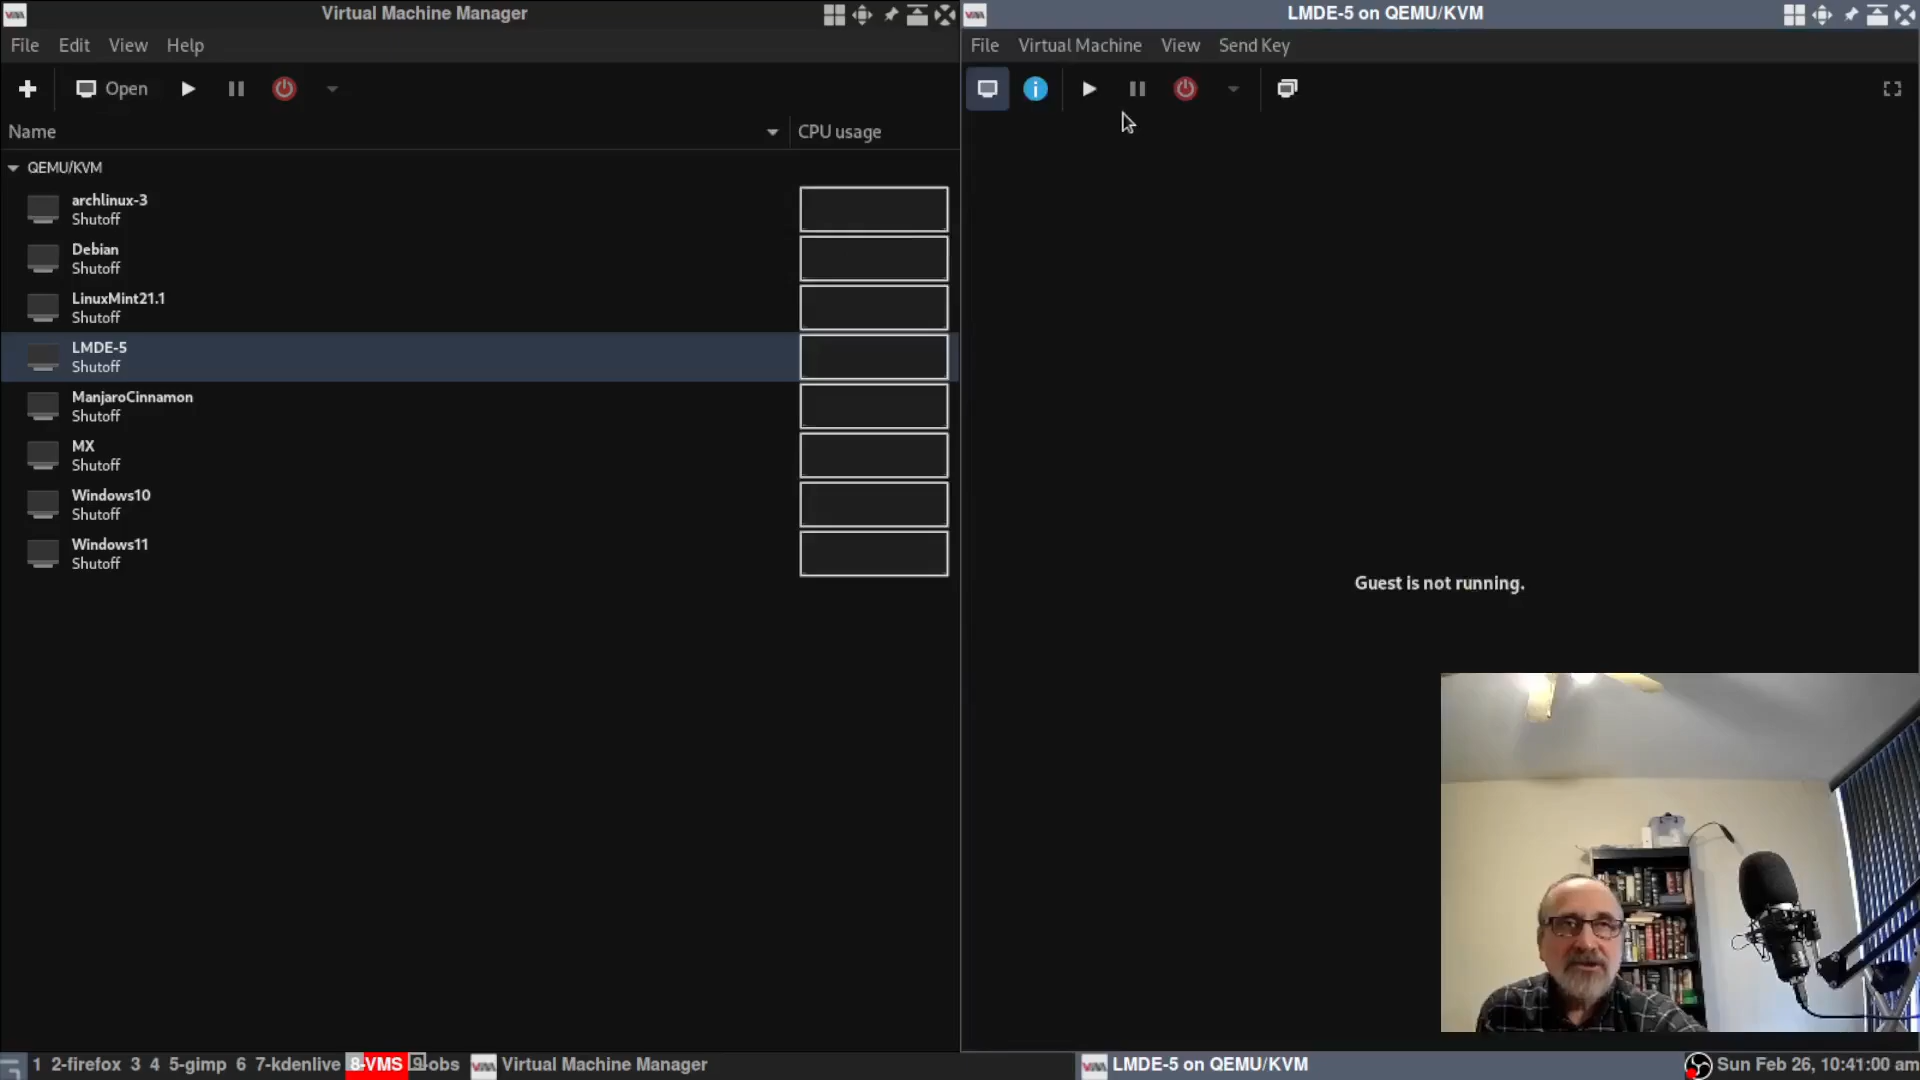 Virtual Machine Manager
File Edit View Help
Open
Name
CPU usage
QEMU/KVM
archlinux-3
Shutoff
Debian
Shutoff
LinuxMint21.1
Shutoff
LMDE-5
Shutoff
ManjaroCinnamon
Shutoff
MX
Shutoff
Windows10
Shutoff
Windows11
Shutoff
LMDE-5 on QEMU/KVM
File Virtual Machine View Send Key
Guest is not running.
1 2-firefox 3 4 5-gimp 6 7-kdenlive 8-VMS 9-obs Virtual Machine Manager LMDE-5 on QEMU/KVM Sun Feb 26, 10:41:00 am